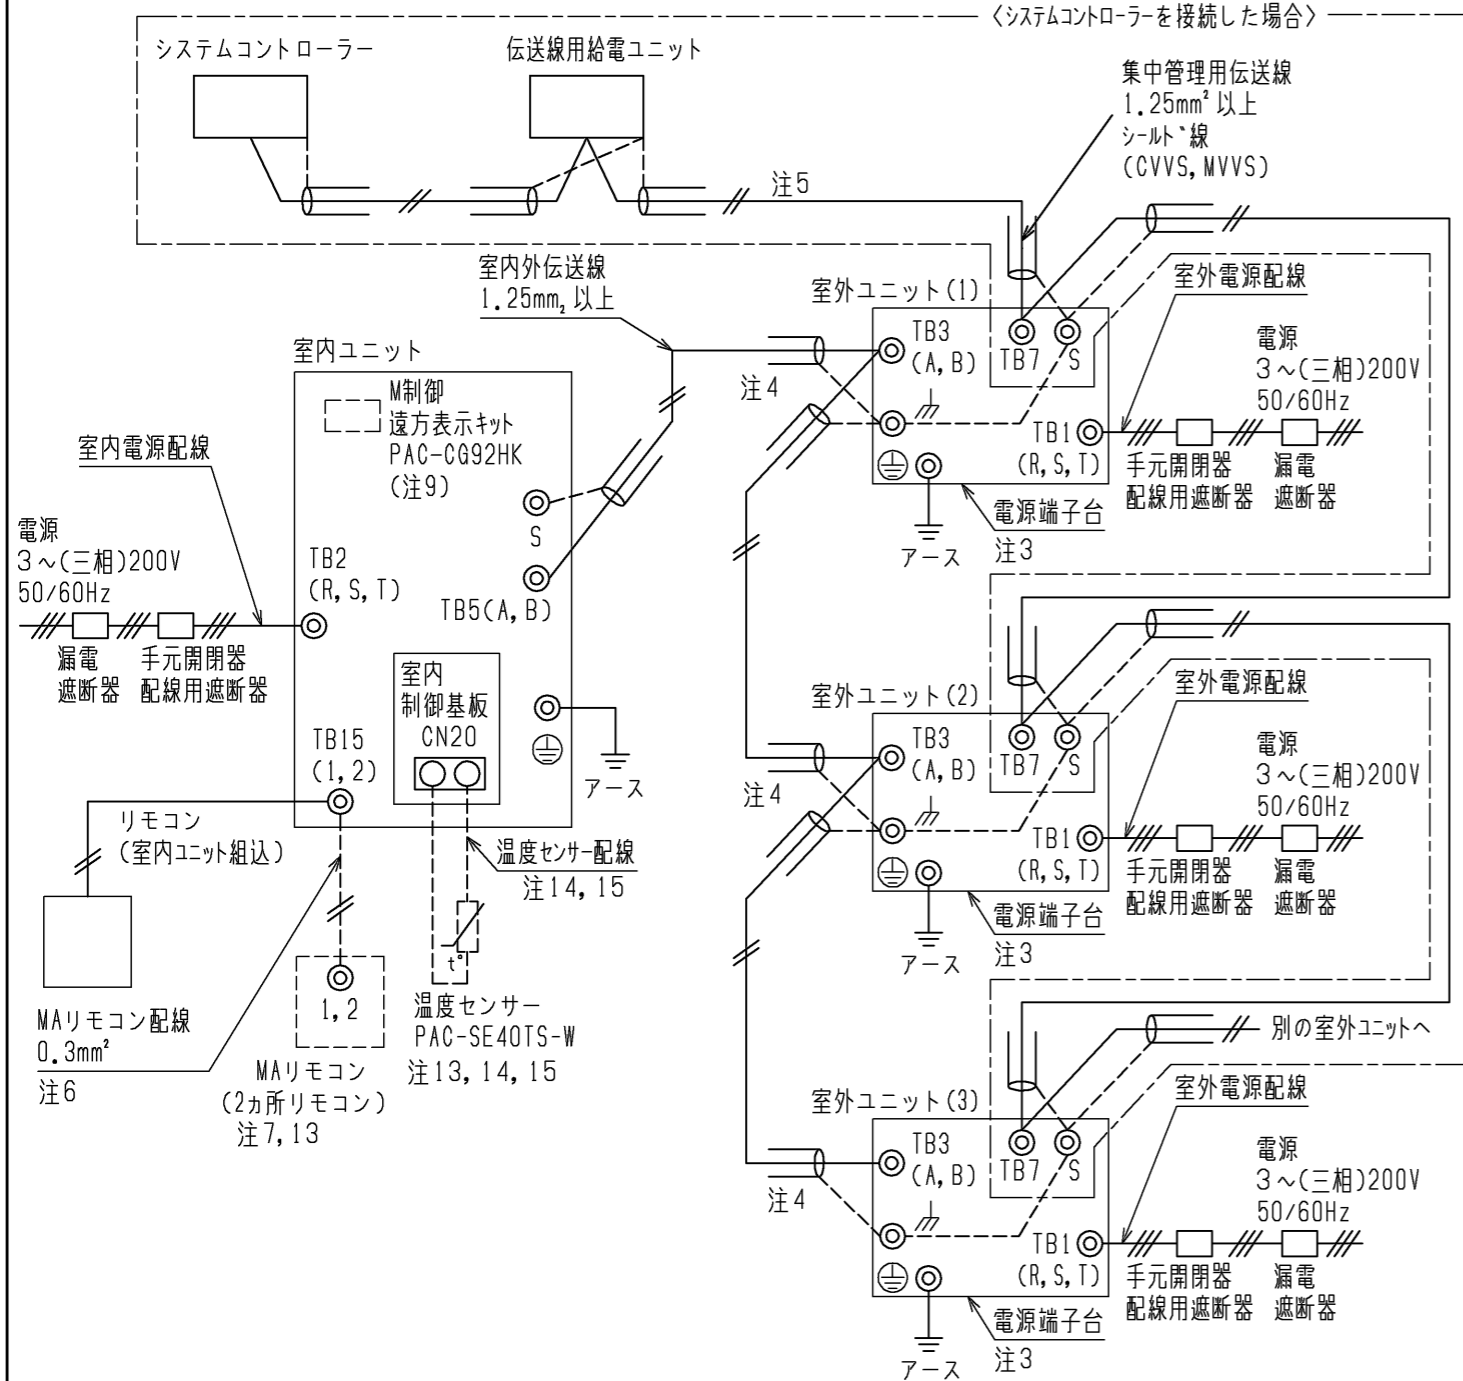 〈システムコントローラーを接続した場合〉
システムコントローラー
伝送線用給電ユニット
集中管理用伝送線
1.25mm²以上
シールド線
(CVVS, MVVS)
注5
室内外伝送線
1.25mm²以上
室内ユニット
M制御
遠方表示キット
PAC-CG92HK
(注9)
室内電源配線
電源
3～(三相)200V
50/60Hz
漏電
遮断器
手元開閉器
配線用遮断器
TB2
(R, S, T)
S
TB5(A, B)
室内
制御基板
CN20
TB15
(1, 2)
アース
リモコン
(室内ユニット組込)
温度センサー配線
注14, 15
t°
1, 2
MAリモコン配線
0.3mm²
注6
MAリモコン
(2ヵ所リモコン)
注7, 13
温度センサー
PAC-SE40TS-W
注13, 14, 15
室外ユニット(1)
TB3
(A, B)
TB7
S
注4
TB1
(R, S, T)
室外電源配線
電源
3～(三相)200V
50/60Hz
手元開閉器
配線用遮断器
漏電
遮断器
電源端子台
注3
アース
室外ユニット(2)
TB3
(A, B)
TB7
S
注4
TB1
(R, S, T)
室外電源配線
電源
3～(三相)200V
50/60Hz
手元開閉器
配線用遮断器
漏電
遮断器
電源端子台
注3
アース
別の室外ユニットへ
室外ユニット(3)
TB3
(A, B)
TB7
S
注4
TB1
(R, S, T)
室外電源配線
電源
3～(三相)200V
50/60Hz
手元開閉器
配線用遮断器
漏電
遮断器
電源端子台
注3
アース